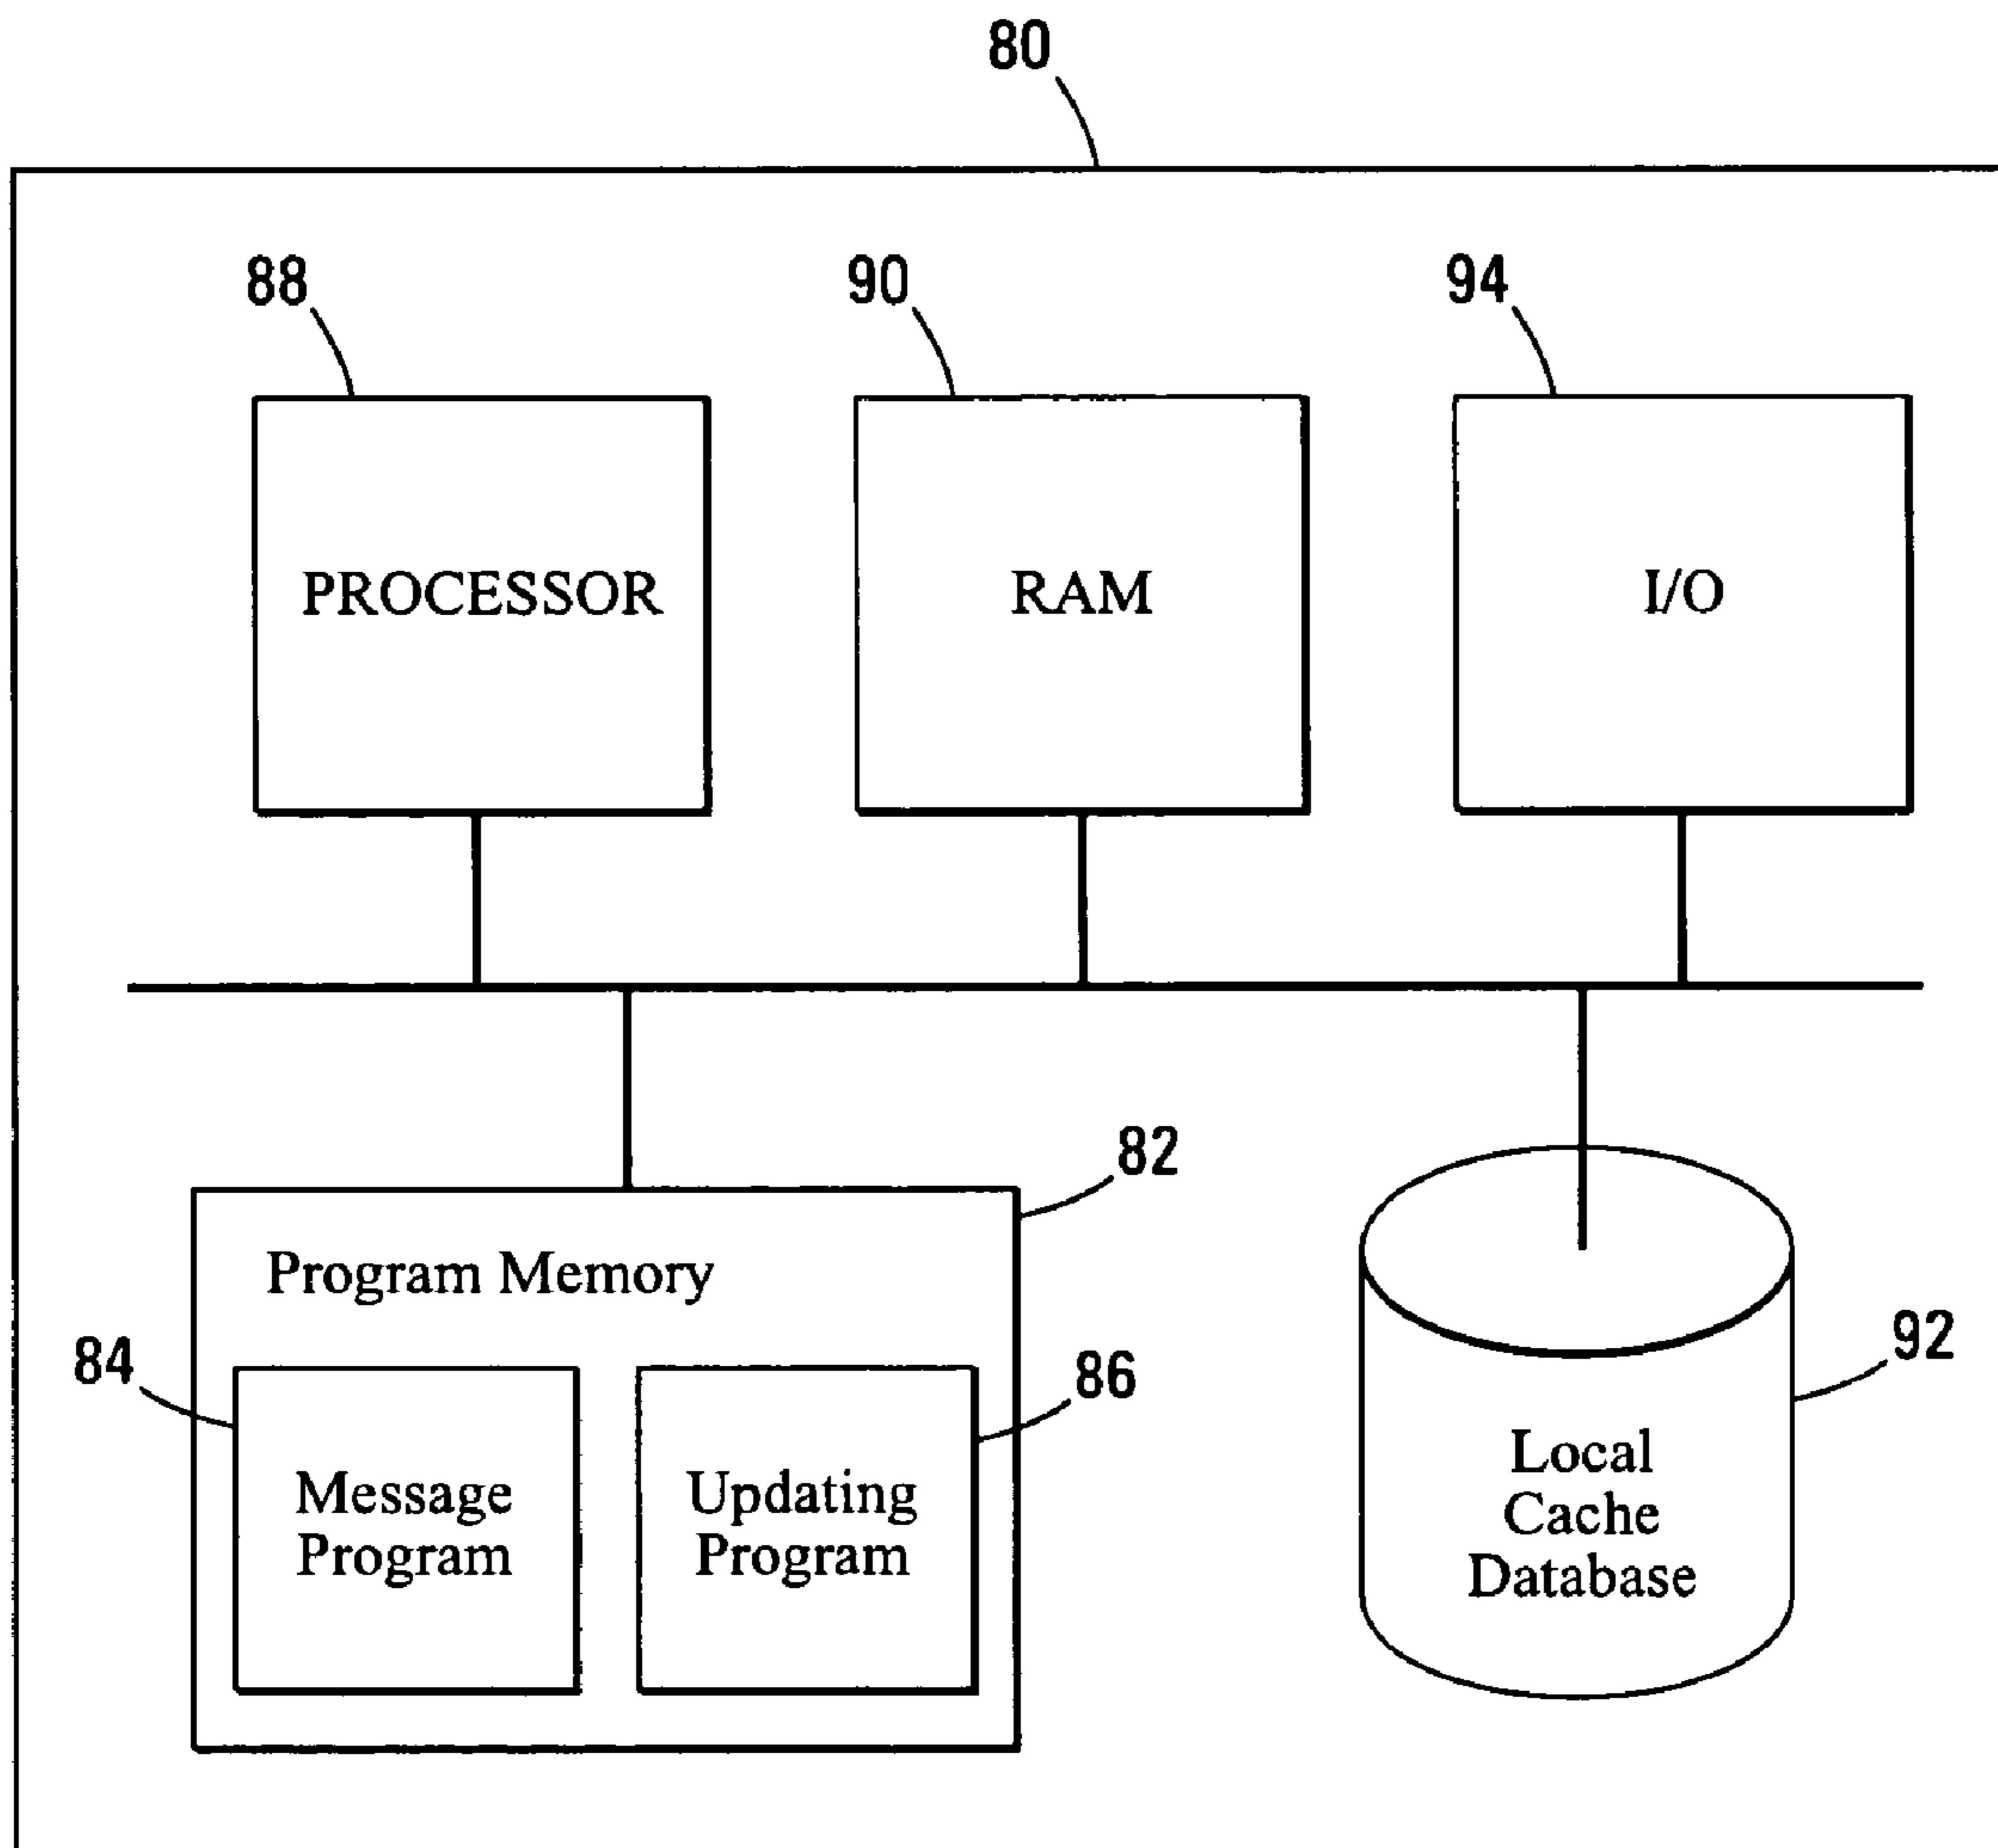 80
88
90
94
PROCESSOR
RAM
I/O
82
Program Memory
84
86
92
Message
Program
Updating
Program
Local
Cache
Database